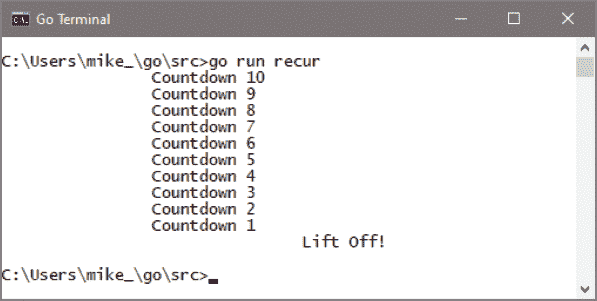 Go Terminal
C:\Users\mike_\go\src>go run recur
Countdown 10
Countdown 9
Countdown 8
Countdown 7
Countdown 6
Countdown 5
Countdown 4
Countdown 3
Countdown 2
Countdown 1
Lift Off!
C:\Users\mike_\go\src>